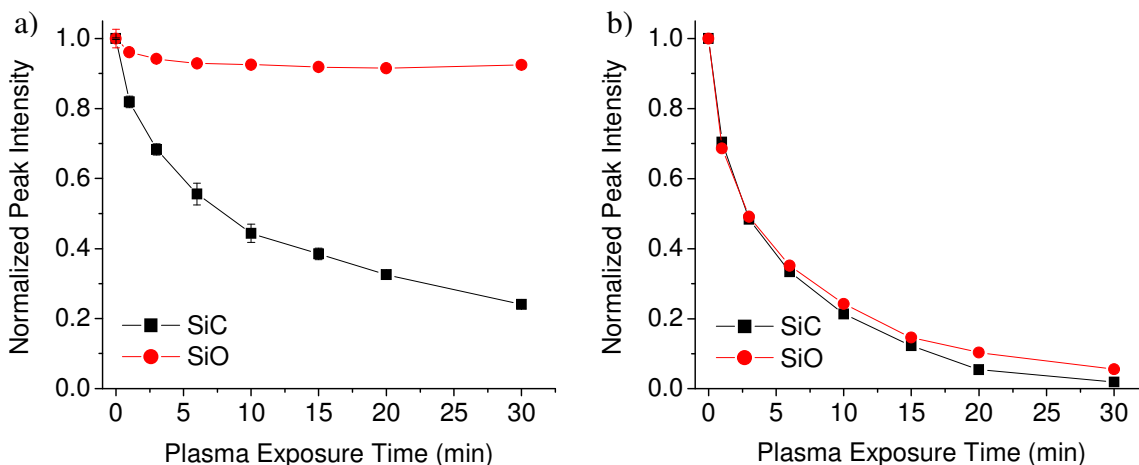 a)
Normalized Peak Intensity
1.0
0.8
0.6
0.4
0.2
0.0
SiC
SiO
0 5 10 15 20 25 30
Plasma Exposure Time (min)
b)
Normalized Peak Intensity
1.0
0.8
0.6
0.4
0.2
0.0
SiC
SiO
0 5 10 15 20 25 30
Plasma Exposure Time (min)